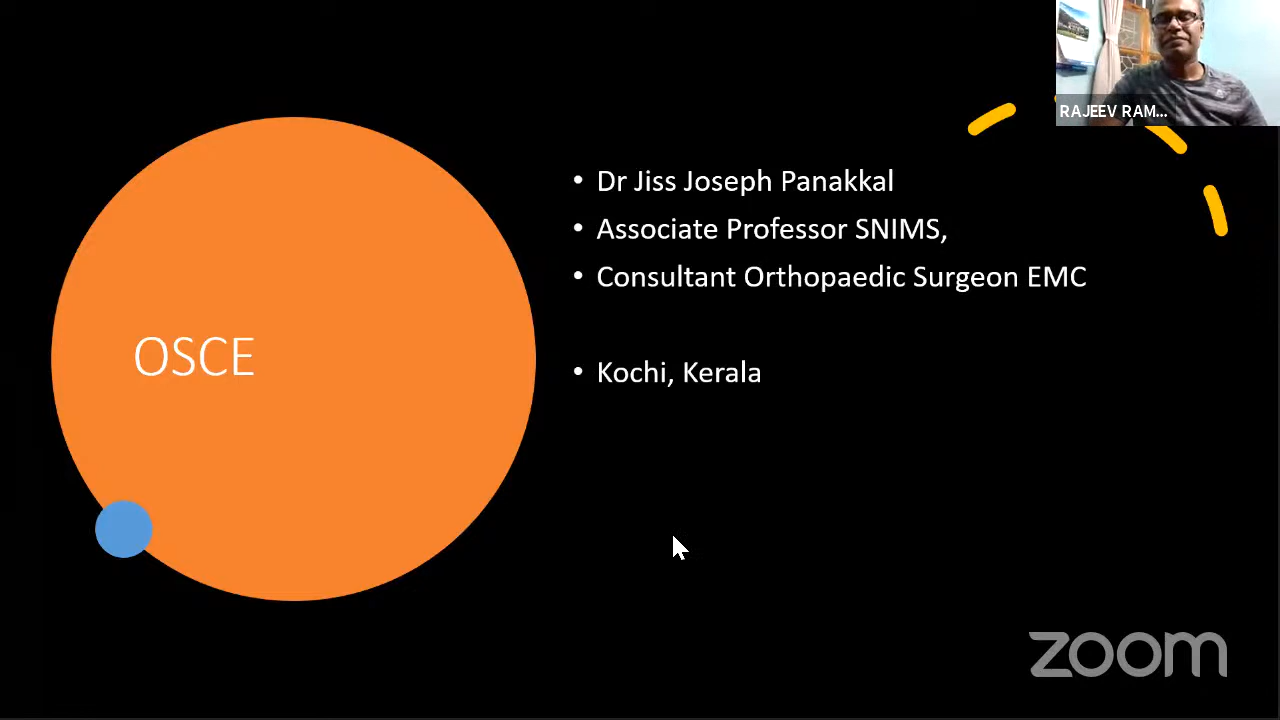 RAJEEV RAM...
OSCE
• Dr Jiss Joseph Panakkal
• Associate Professor SNIMS,
• Consultant Orthopaedic Surgeon EMC
• Kochi, Kerala
zoom